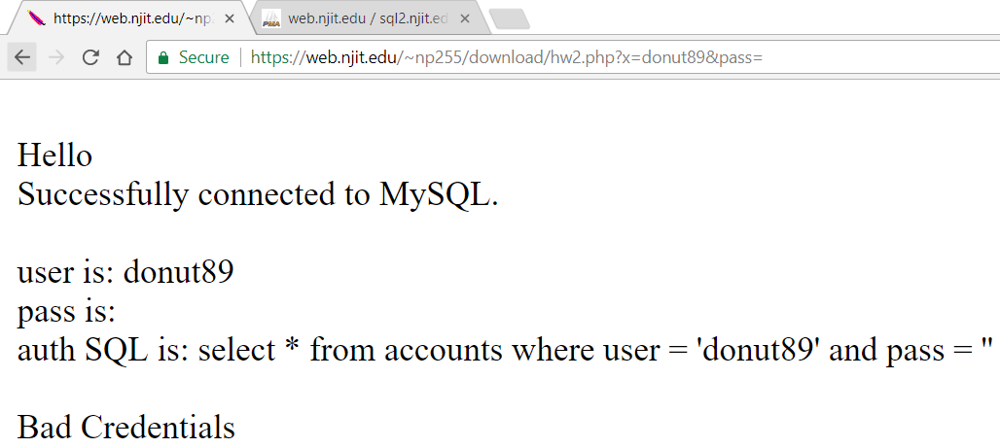 https://web.njit.edu/~np
web.njit.edu / sql2.njit.ed
Secure https://web.njit.edu/~np255/download/hw2.php?x=donut89&pass=
Hello
Successfully connected to MySQL.
user is: donut89
pass is:
auth SQL is: select * from accounts where user = 'donut89' and pass = ''
Bad Credentials